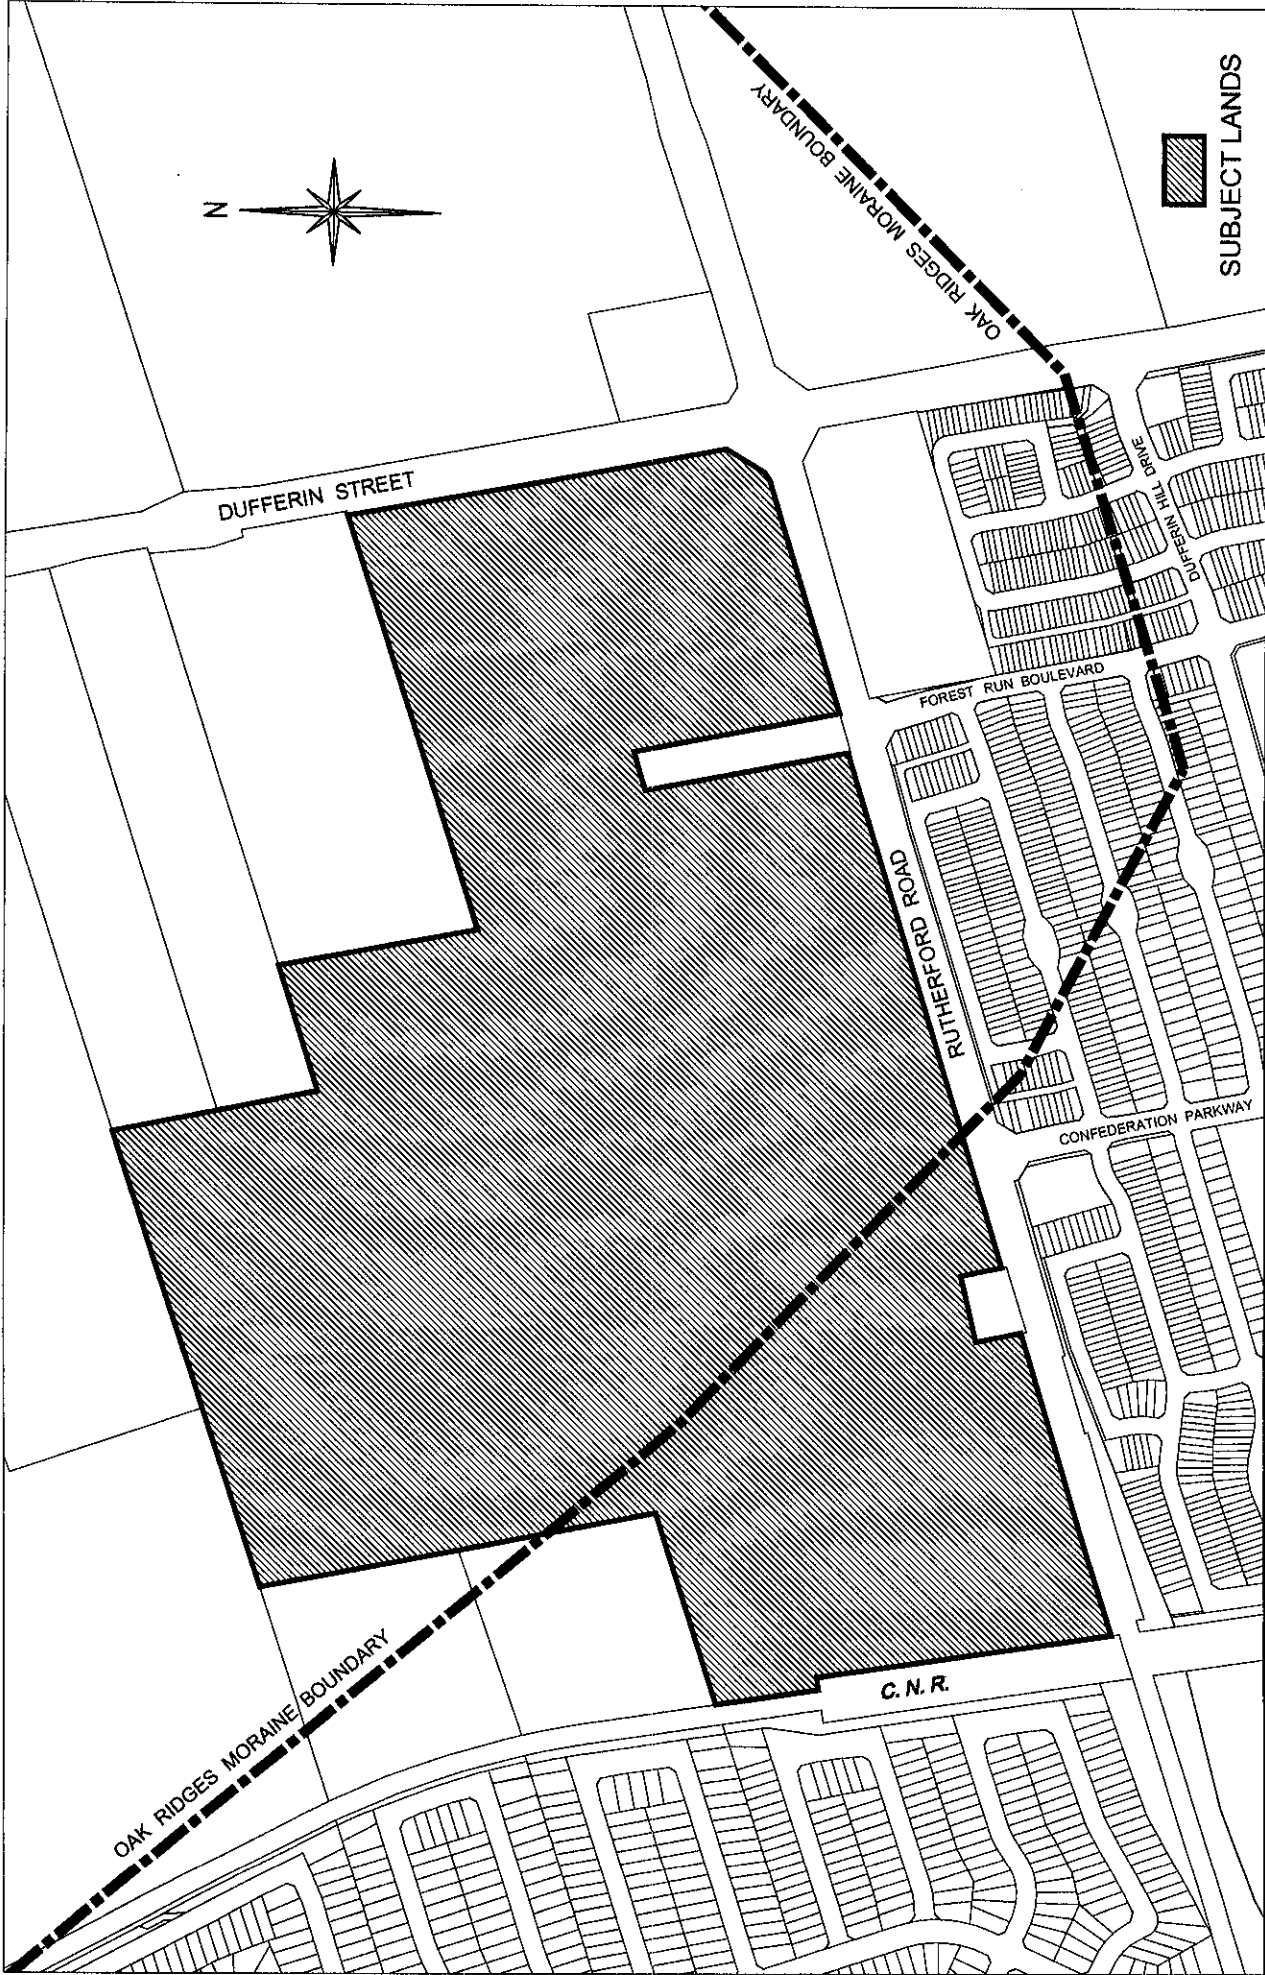 N
DUFFERIN STREET
OAK RIDGES MORAINE BOUNDARY
SUBJECT LANDS
DUFFERIN HILL DRIVE
FOREST RUN BOULEVARD
RUTHERFORD ROAD
CONFEDERATION PARKWAY
OAK RIDGES MORAINE BOUNDARY
C. N. R.